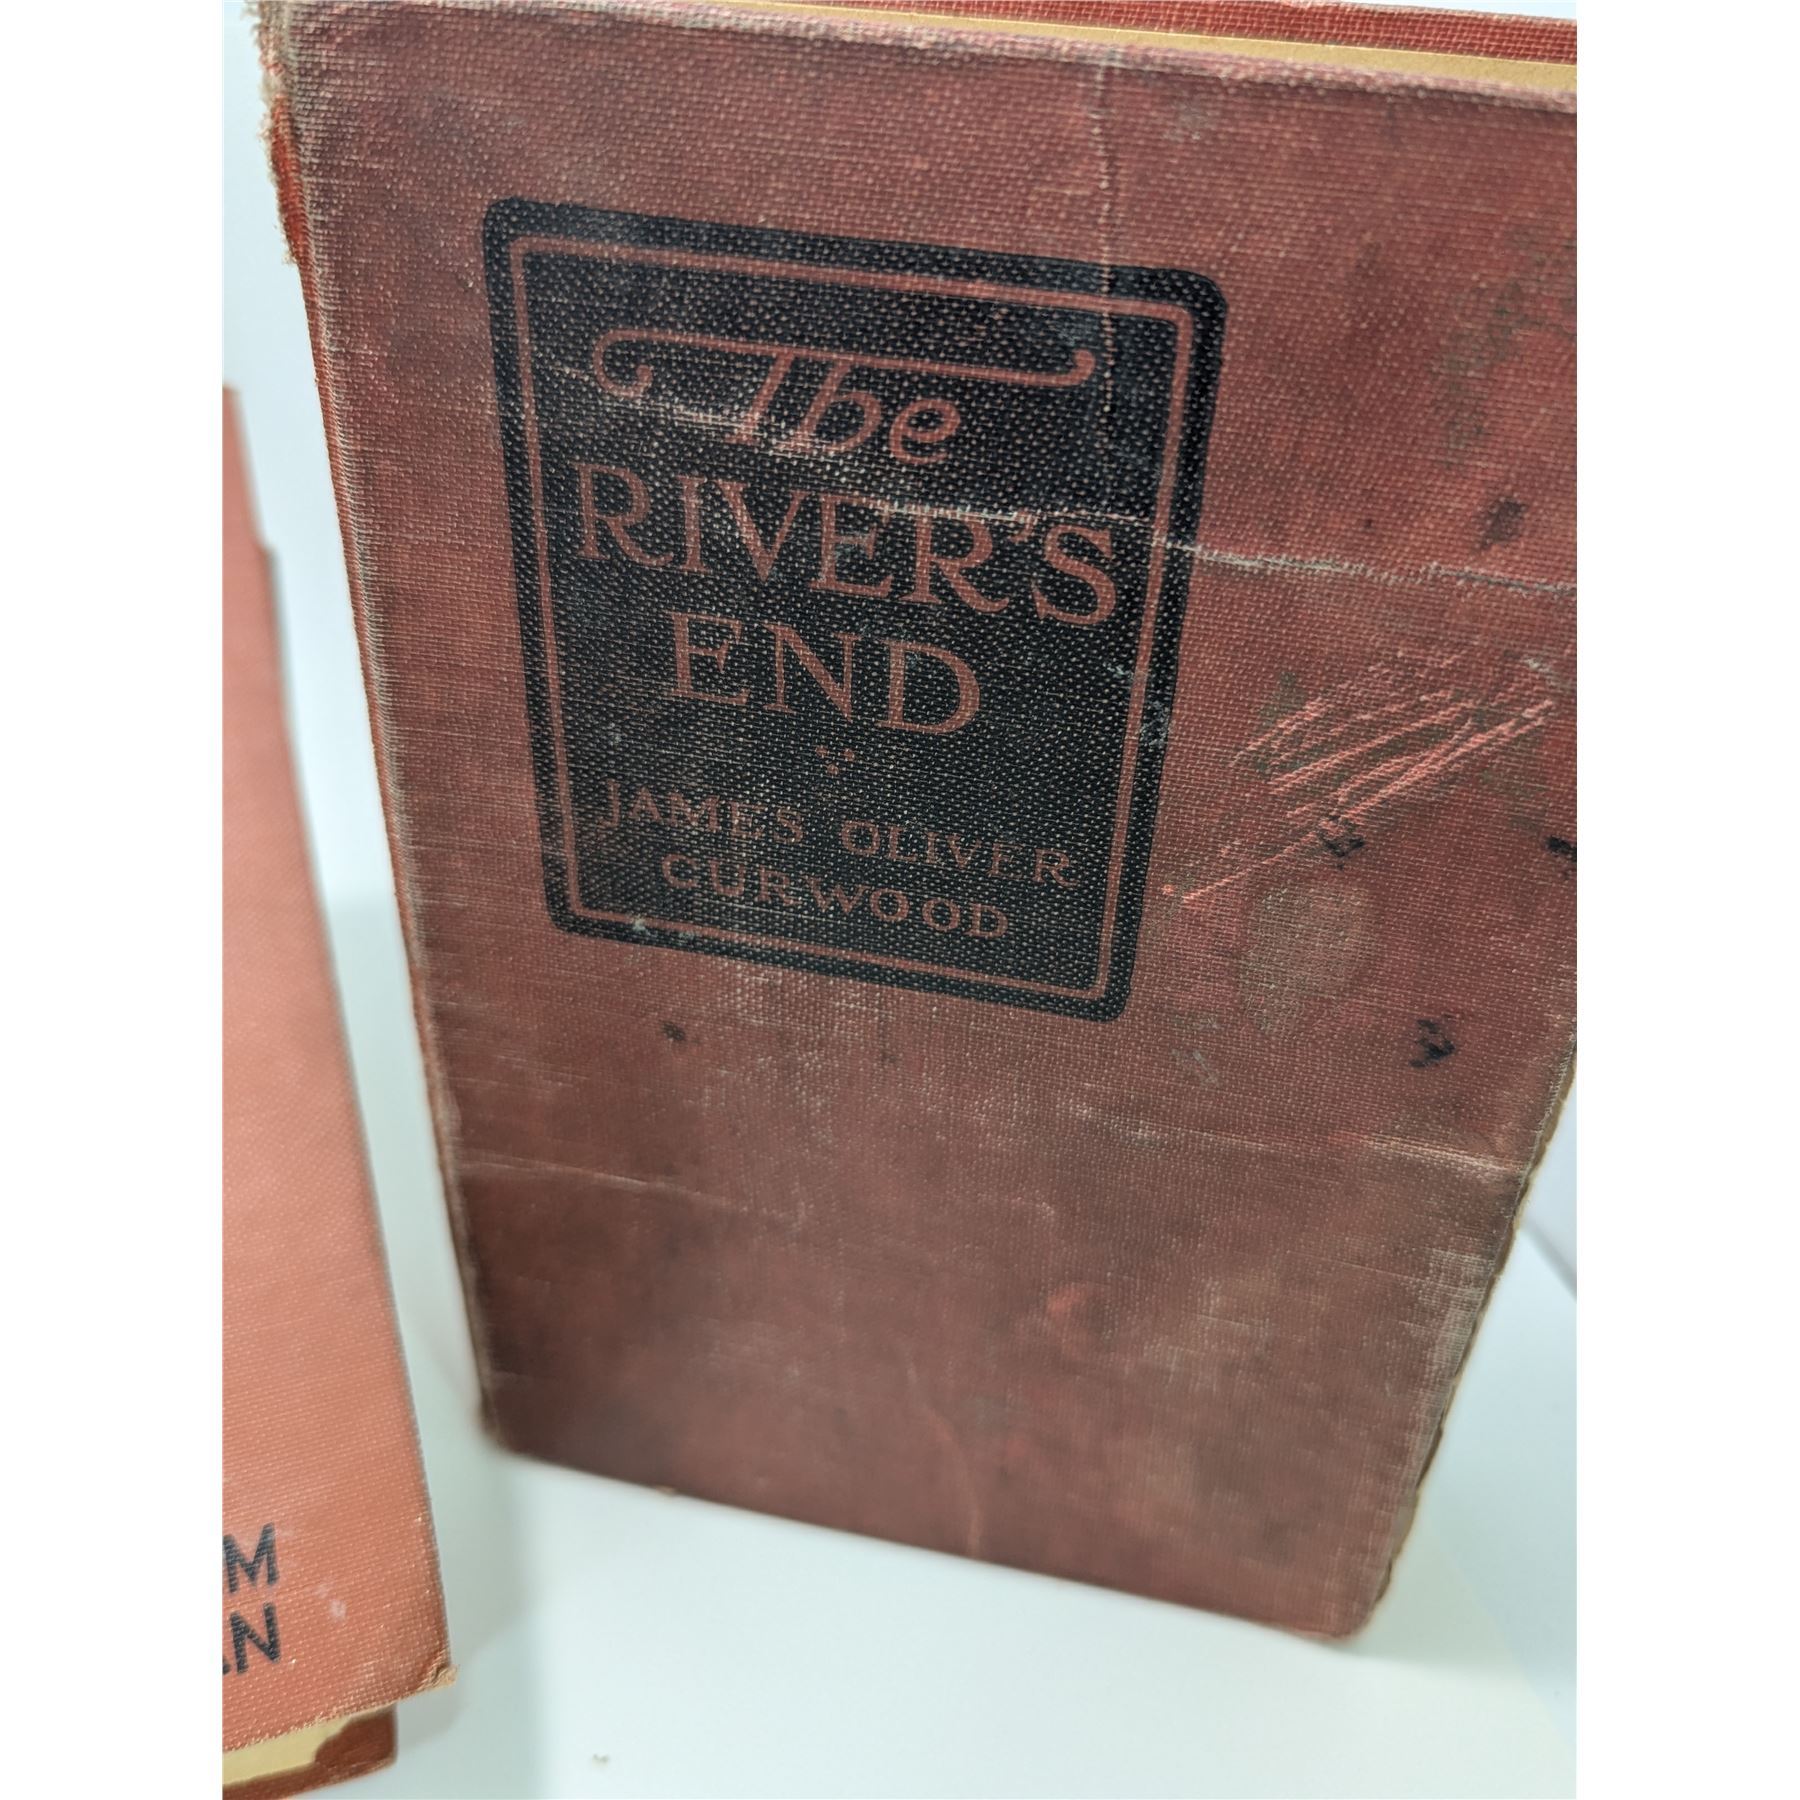 The
RIVER'S
END
JAMES OLIVER
CURWOOD
M
AN